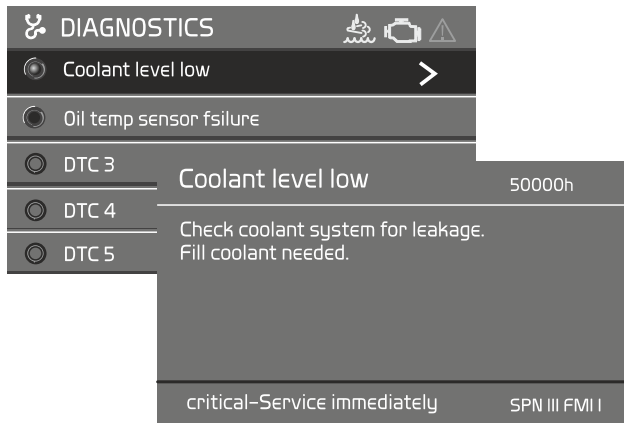 DIAGNOSTICS
Coolant level low
Oil temp sensor fsilure
DTC 3
DTC 4
DTC 5
Coolant level low
50000h
Check coolant system for leakage.
Fill coolant needed.
critical-Service immediately
SPN III FMI I